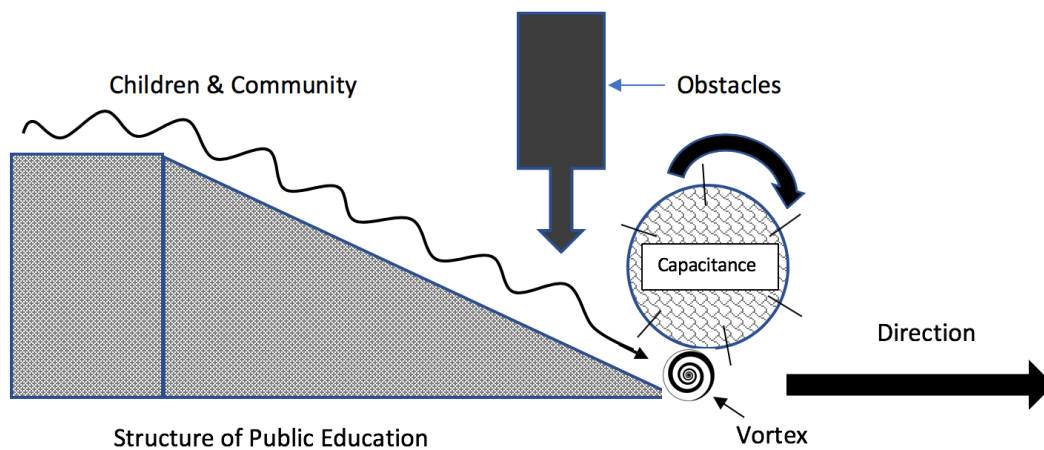 Children & Community
Obstacles
Capacitance
Direction
Structure of Public Education
Vortex